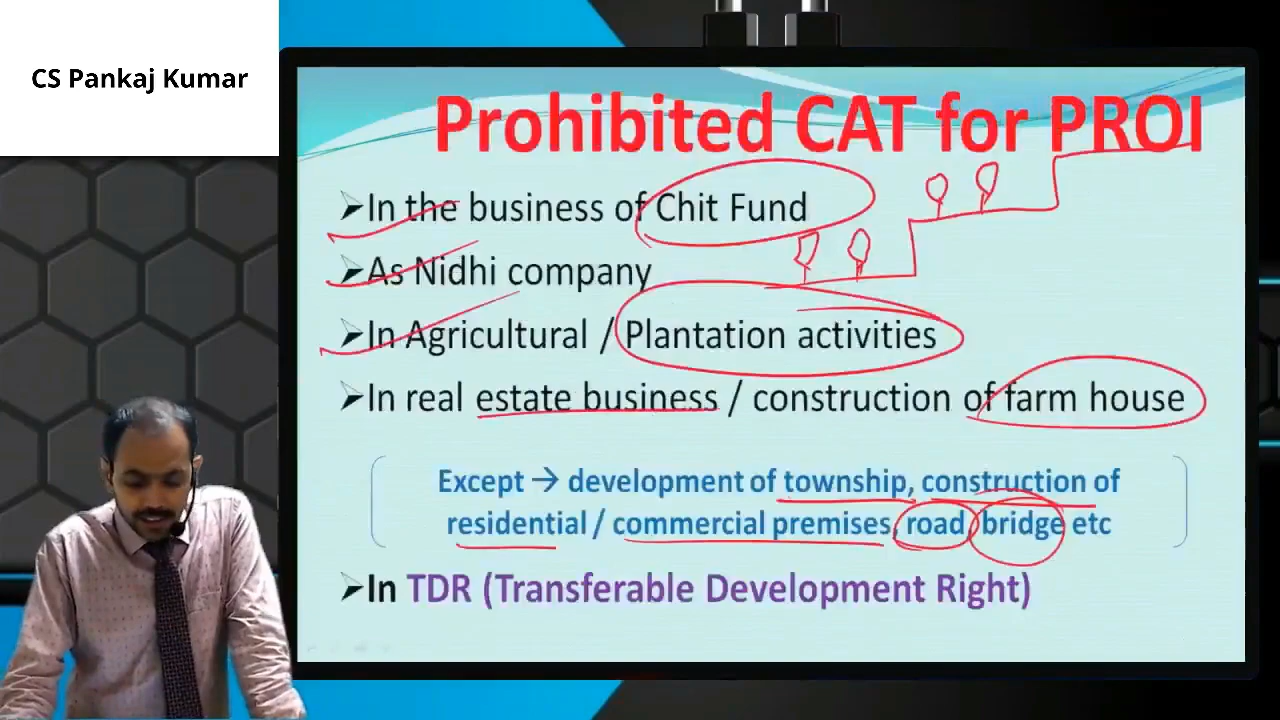 CS Pankaj Kumar
Prohibited CAT for PROI
➢In the business of Chit Fund
➢As Nidhi company
➢In Agricultural / Plantation activities
➢In real estate business / construction of farm house
Except → development of township, construction of
residential / commercial premises, road, bridge etc
➢In TDR (Transferable Development Right)